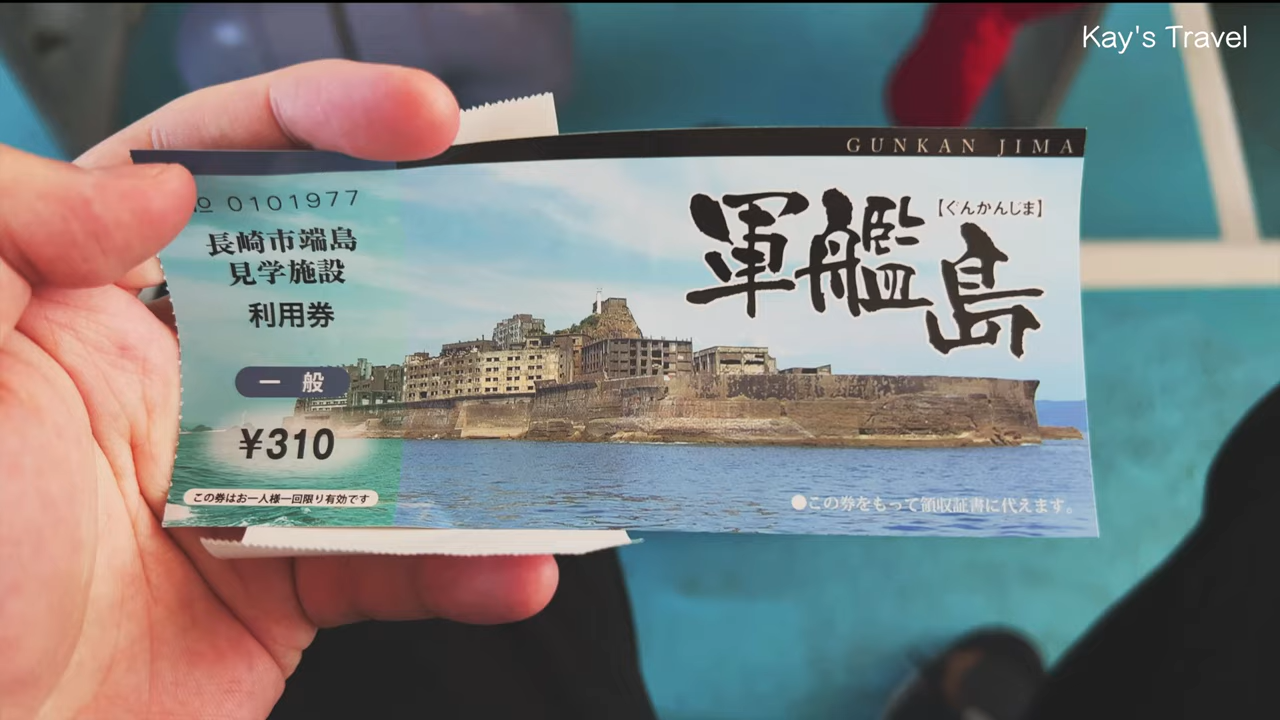 Kay's Travel
GUNKAN JIMA
№ 0101977
長崎市端島
見学施設
利用券
一般
¥310
この券はお一人様一回限り有効です
軍艦島
【ぐんかんじま】
●この券をもって領収証書に代えます。